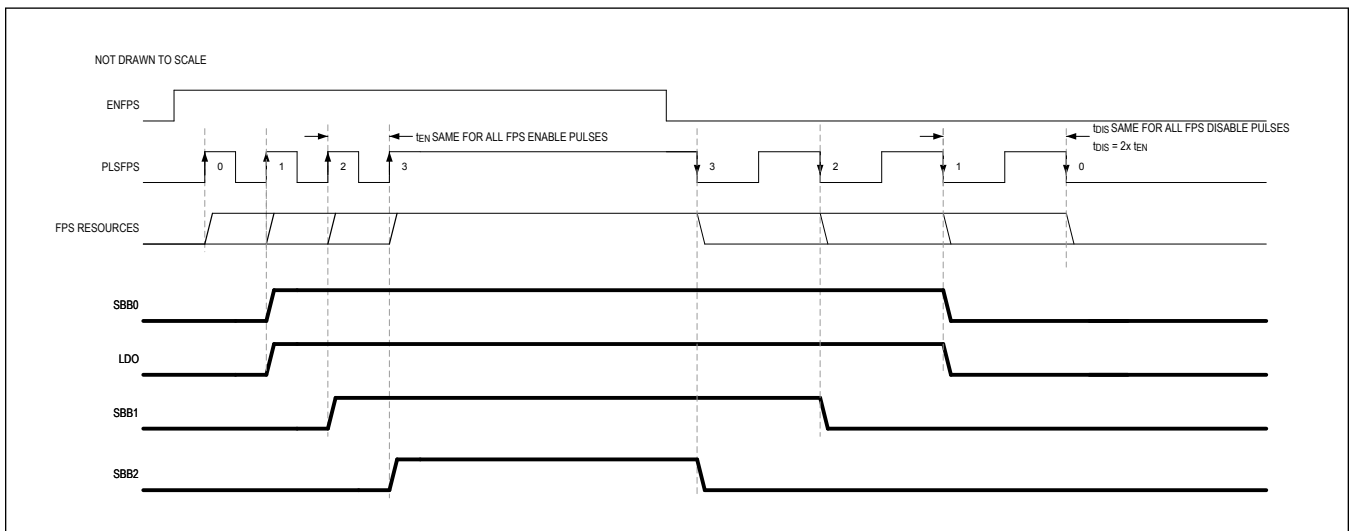 NOT DRAWN TO SCALE
ENFPS
tEN SAME FOR ALL FPS ENABLE PULSES
tDIS SAME FOR ALL FPS DISABLE PULSES
tDIS = 2x tEN
PLSFPS
0 1 2 3 3 2 1 0
FPS RESOURCES
SBB0
LDO
SBB1
SBB2